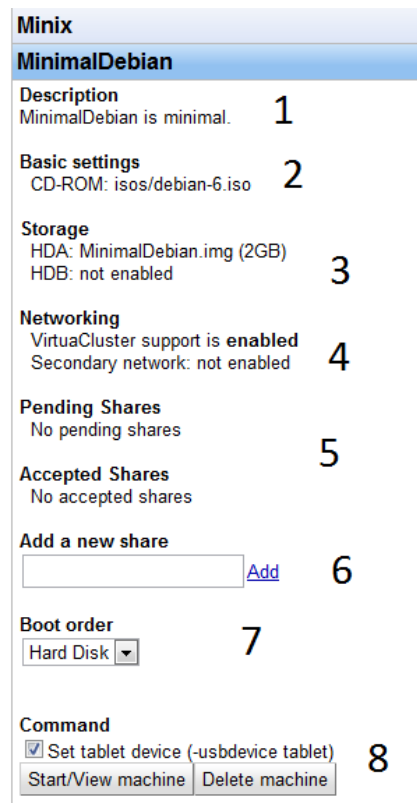 Minix
MinimalDebian
Description
MinimalDebian is minimal.
1
Basic settings
CD-ROM: isos/debian-6.iso
2
Storage
HDA: MinimalDebian.img (2GB)
HDB: not enabled
3
Networking
VirtuaCluster support is enabled
Secondary network: not enabled
4
Pending Shares
No pending shares
5
Accepted Shares
No accepted shares
Add a new share
Add
6
Boot order
Hard Disk
7
Command
Set tablet device (-usbdevice tablet)
8
Start/View machine Delete machine